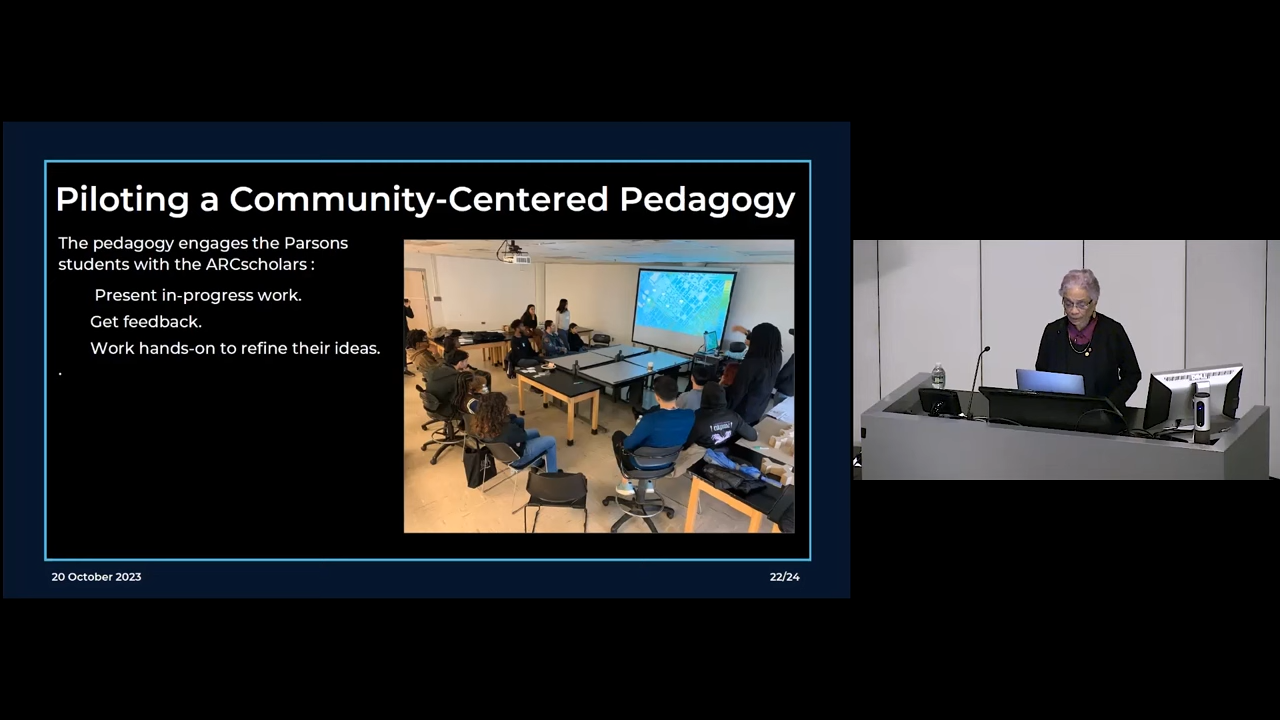 Piloting a Community-Centered Pedagogy
The pedagogy engages the Parsons
students with the ARCscholars :
Present in-progress work.
Get feedback.
Work hands-on to refine their ideas.
.
20 October 2023
22/24
DELL